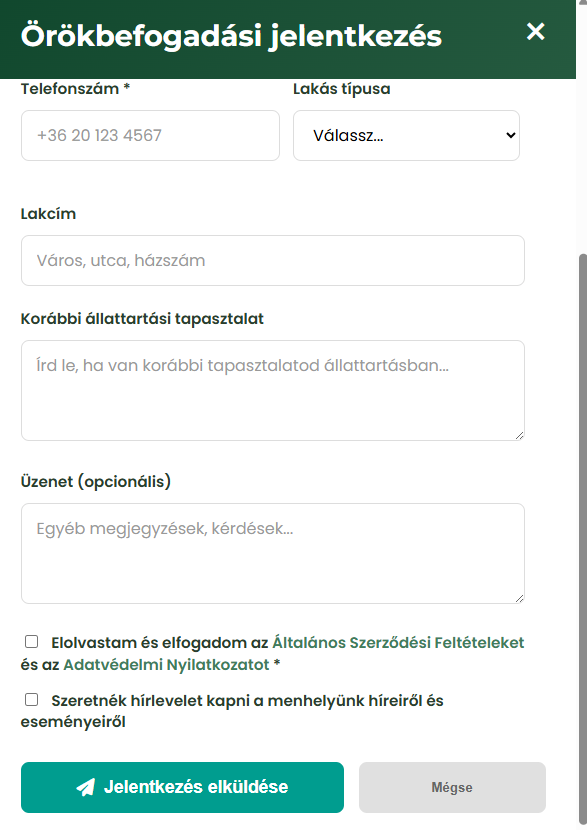 Örökbefogadási jelentkezés ✕
Telefonszám * Lakás típusa
+36 20 123 4567 Válassz...
Lakcím
Város, utca, házszám
Korábbi állattartási tapasztalat
Írd le, ha van korábbi tapasztalatod állattartásban...
Üzenet (opcionális)
Egyéb megjegyzések, kérdések...
Elolvastam és elfogadom az Általános Szerződési Feltételeket
és az Adatvédelmi Nyilatkozatot *
Szeretnék hírlevelet kapni a menhelyünk híreiről és
eseményeiről
Jelentkezés elküldése Mégse